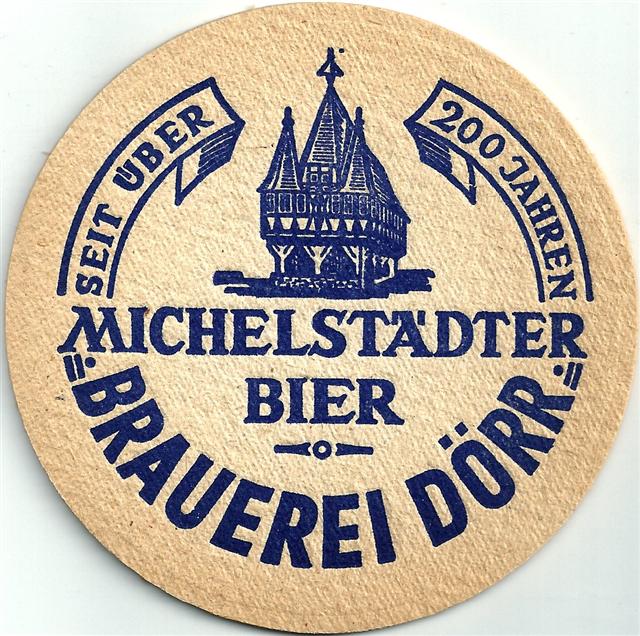 SEIT ÜBER
200 JAHREN
MICHELSTÄDTER
BIER
BRAUEREI DÖRR